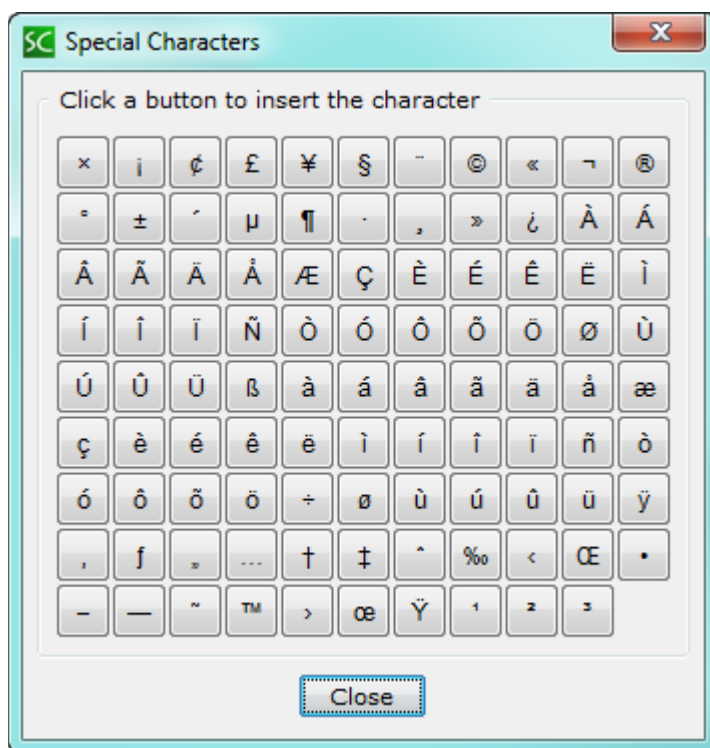 SC Special Characters
Click a button to insert the character
× ¡ ¢ £ ¥ § ¨ © « ¬ ®
° ± ´ µ ¶ · ¸ » ¿ À Á
 à Ä Å Æ Ç È É Ê Ë Ì
Í Î Ï Ñ Ò Ó Ô Õ Ö Ø Ù
Ú Û Ü ß à á â ã ä å æ
ç è é ê ë ì í î ï ñ ò
ó ô õ ö ÷ ø ù ú û ü ÿ
‚ ƒ „ … † ‡ ˆ ‰ ‹ Œ •
– — ˜ ™ › œ Ÿ ¹ ² ³
Close